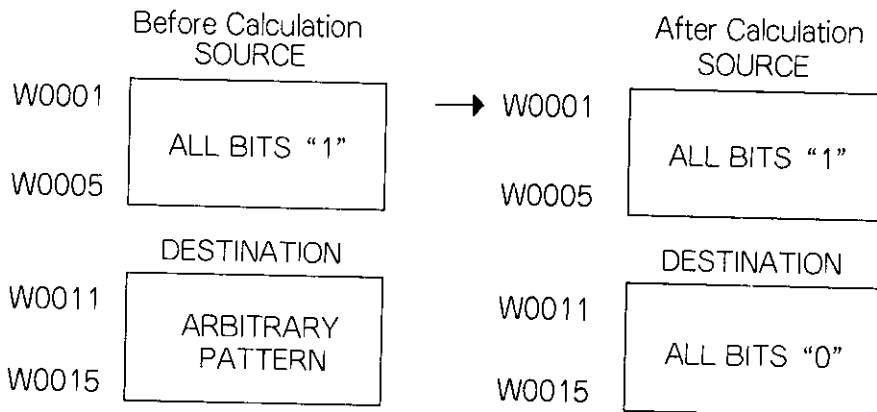 Before Calculation
SOURCE
W0001
ALL BITS "1"
W0005
DESTINATION
W0011
ARBITRARY
PATTERN
W0015
After Calculation
SOURCE
W0001
ALL BITS "1"
W0005
DESTINATION
W0011
ALL BITS "0"
W0015